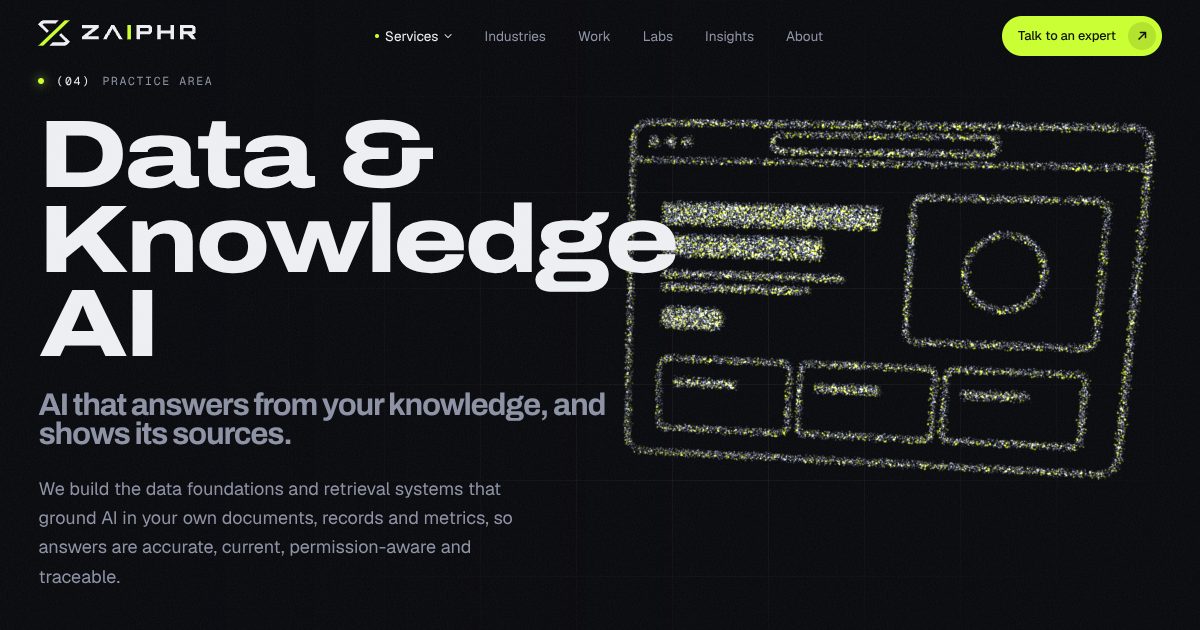 ZAIPHR
Services
Industries
Work
Labs
Insights
About
Talk to an expert
(04) PRACTICE AREA
Data &
Knowledge
AI
AI that answers from your knowledge, and
shows its sources.
We build the data foundations and retrieval systems that
ground AI in your own documents, records and metrics, so
answers are accurate, current, permission-aware and
traceable.